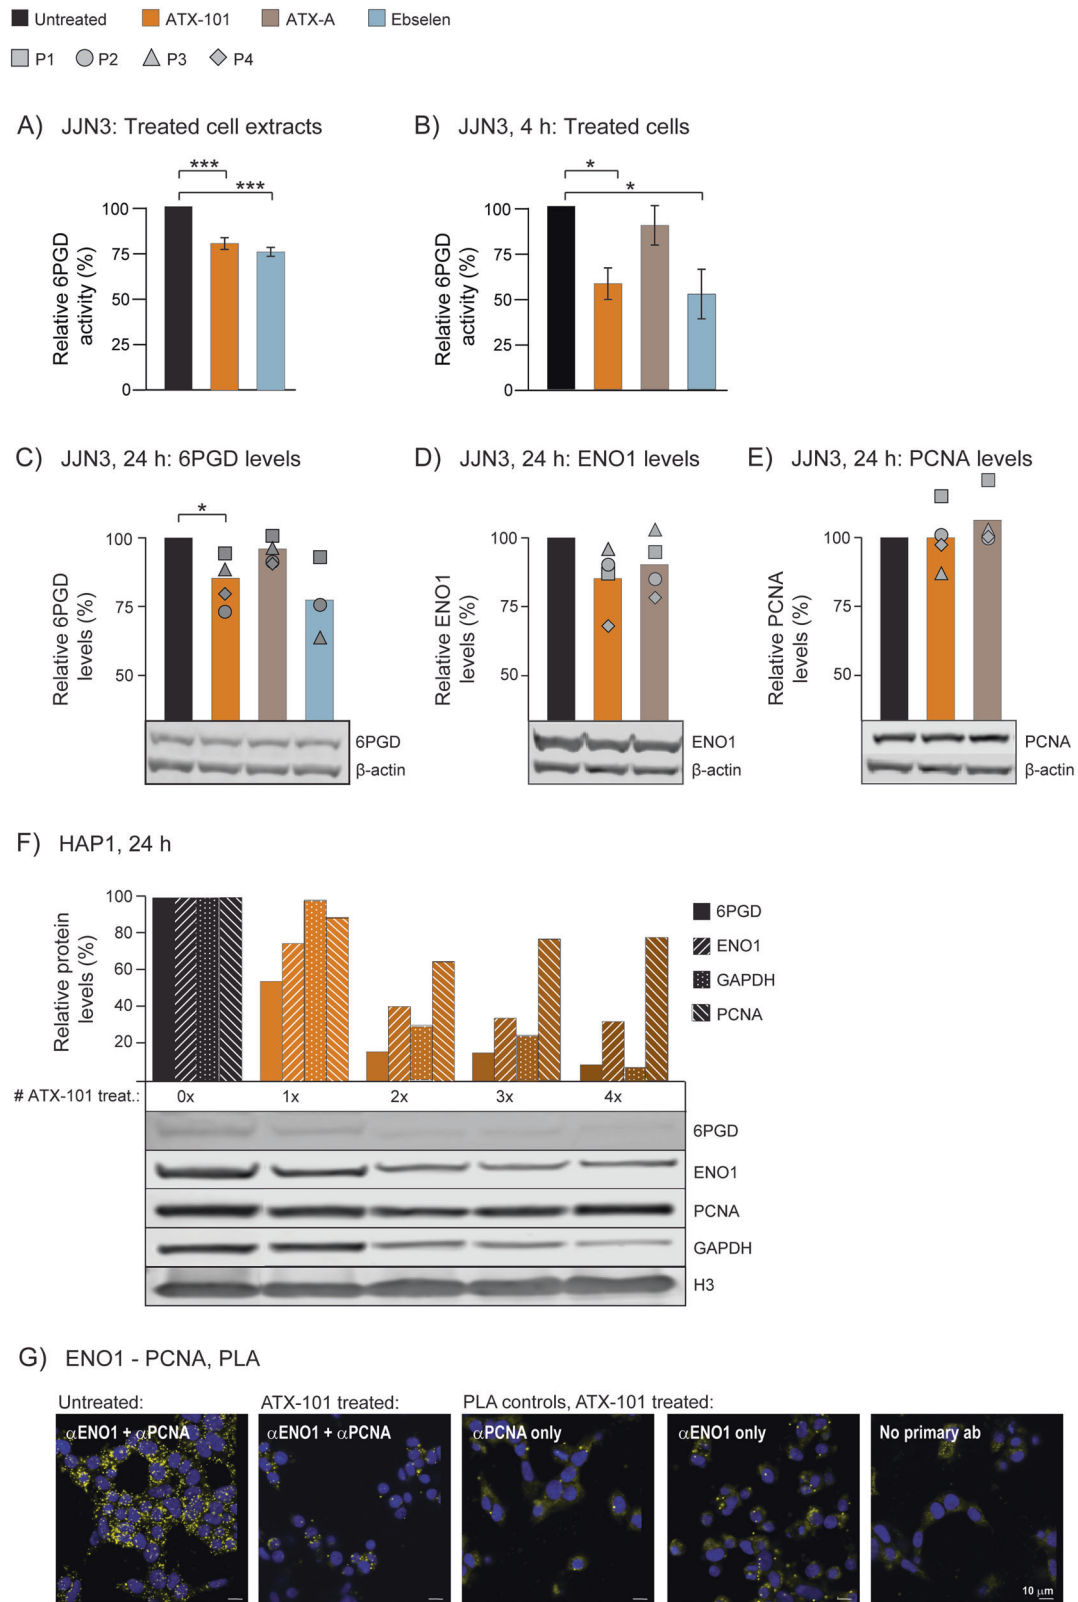 Untreated ATX-101 ATX-A Ebselen
P1 P2 P3 P4
A) JJN3: Treated cell extracts
***
***
100
75
50
25
0
Relative 6PGD
activity (%)
B) JJN3, 4 h: Treated cells
*
*
100
75
50
25
0
Relative 6PGD
activity (%)
C) JJN3, 24 h: 6PGD levels
*
100
75
50
Relative 6PGD
levels (%)
6PGD
β-actin
D) JJN3, 24 h: ENO1 levels
100
75
50
Relative ENO1
levels (%)
ENO1
β-actin
E) JJN3, 24 h: PCNA levels
100
75
50
Relative PCNA
levels (%)
PCNA
β-actin
F) HAP1, 24 h
100
80
60
40
20
Relative protein
levels (%)
6PGD
ENO1
GAPDH
PCNA
# ATX-101 treat.: 0x 1x 2x 3x 4x
6PGD
ENO1
PCNA
GAPDH
H3
G) ENO1 - PCNA, PLA
Untreated: ATX-101 treated: PLA controls, ATX-101 treated:
αENO1 + αPCNA αENO1 + αPCNA αPCNA only αENO1 only No primary ab
10 μm